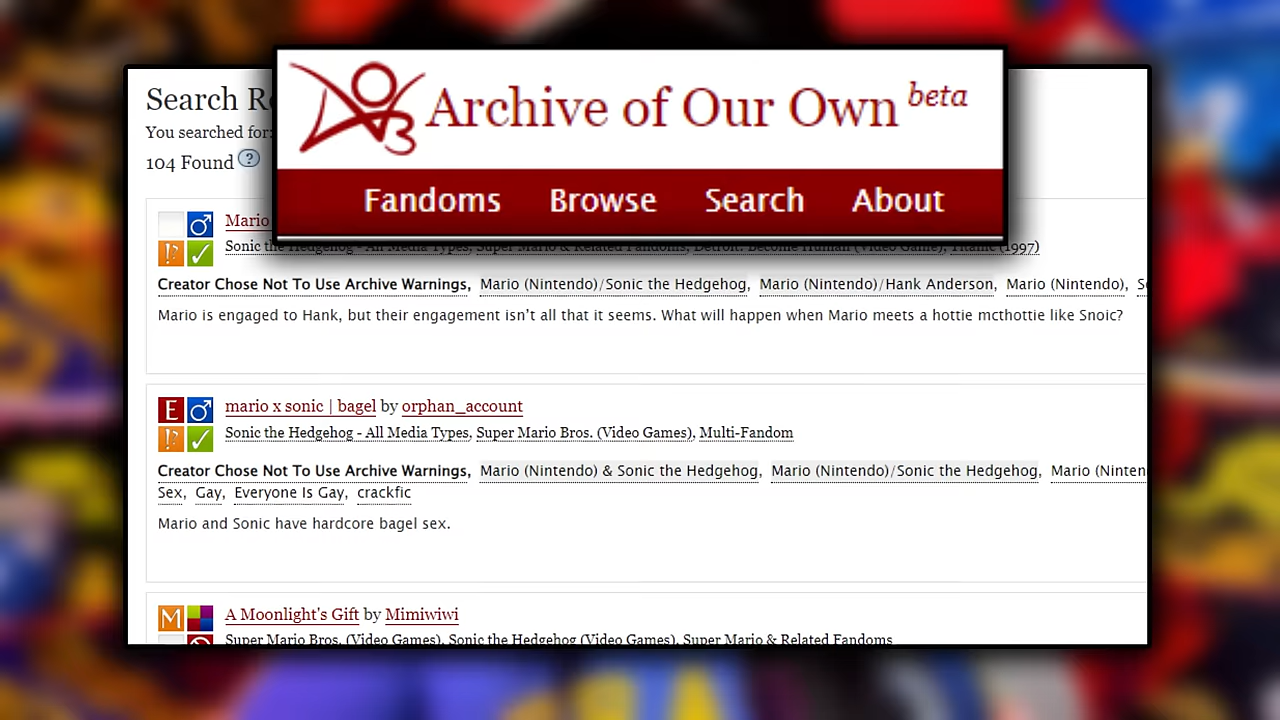 Archive of Our Own beta
Fandoms Browse Search About
Search
You searched for
104 Found ?
Mario
Sonic the Hedgehog - All Media Types, Super Mario & Related Fandoms, Detroit: Become Human (Video Game), Titanic (1997)
Creator Chose Not To Use Archive Warnings, Mario (Nintendo)/Sonic the Hedgehog, Mario (Nintendo)/Hank Anderson, Mario (Nintendo),
Mario is engaged to Hank, but their engagement isn't all that it seems. What will happen when Mario meets a hottie mcthottie like Snoic?
E
mario x sonic | bagel by orphan_account
Sonic the Hedgehog - All Media Types, Super Mario Bros. (Video Games), Multi-Fandom
Creator Chose Not To Use Archive Warnings, Mario (Nintendo) & Sonic the Hedgehog, Mario (Nintendo)/Sonic the Hedgehog, Mario (Ninten
Sex, Gay, Everyone Is Gay, crackfic
Mario and Sonic have hardcore bagel sex.
M
A Moonlight's Gift by Mimiwiwi
Super Mario Bros. (Video Games), Sonic the Hedgehog (Video Games), Super Mario & Related Fandoms